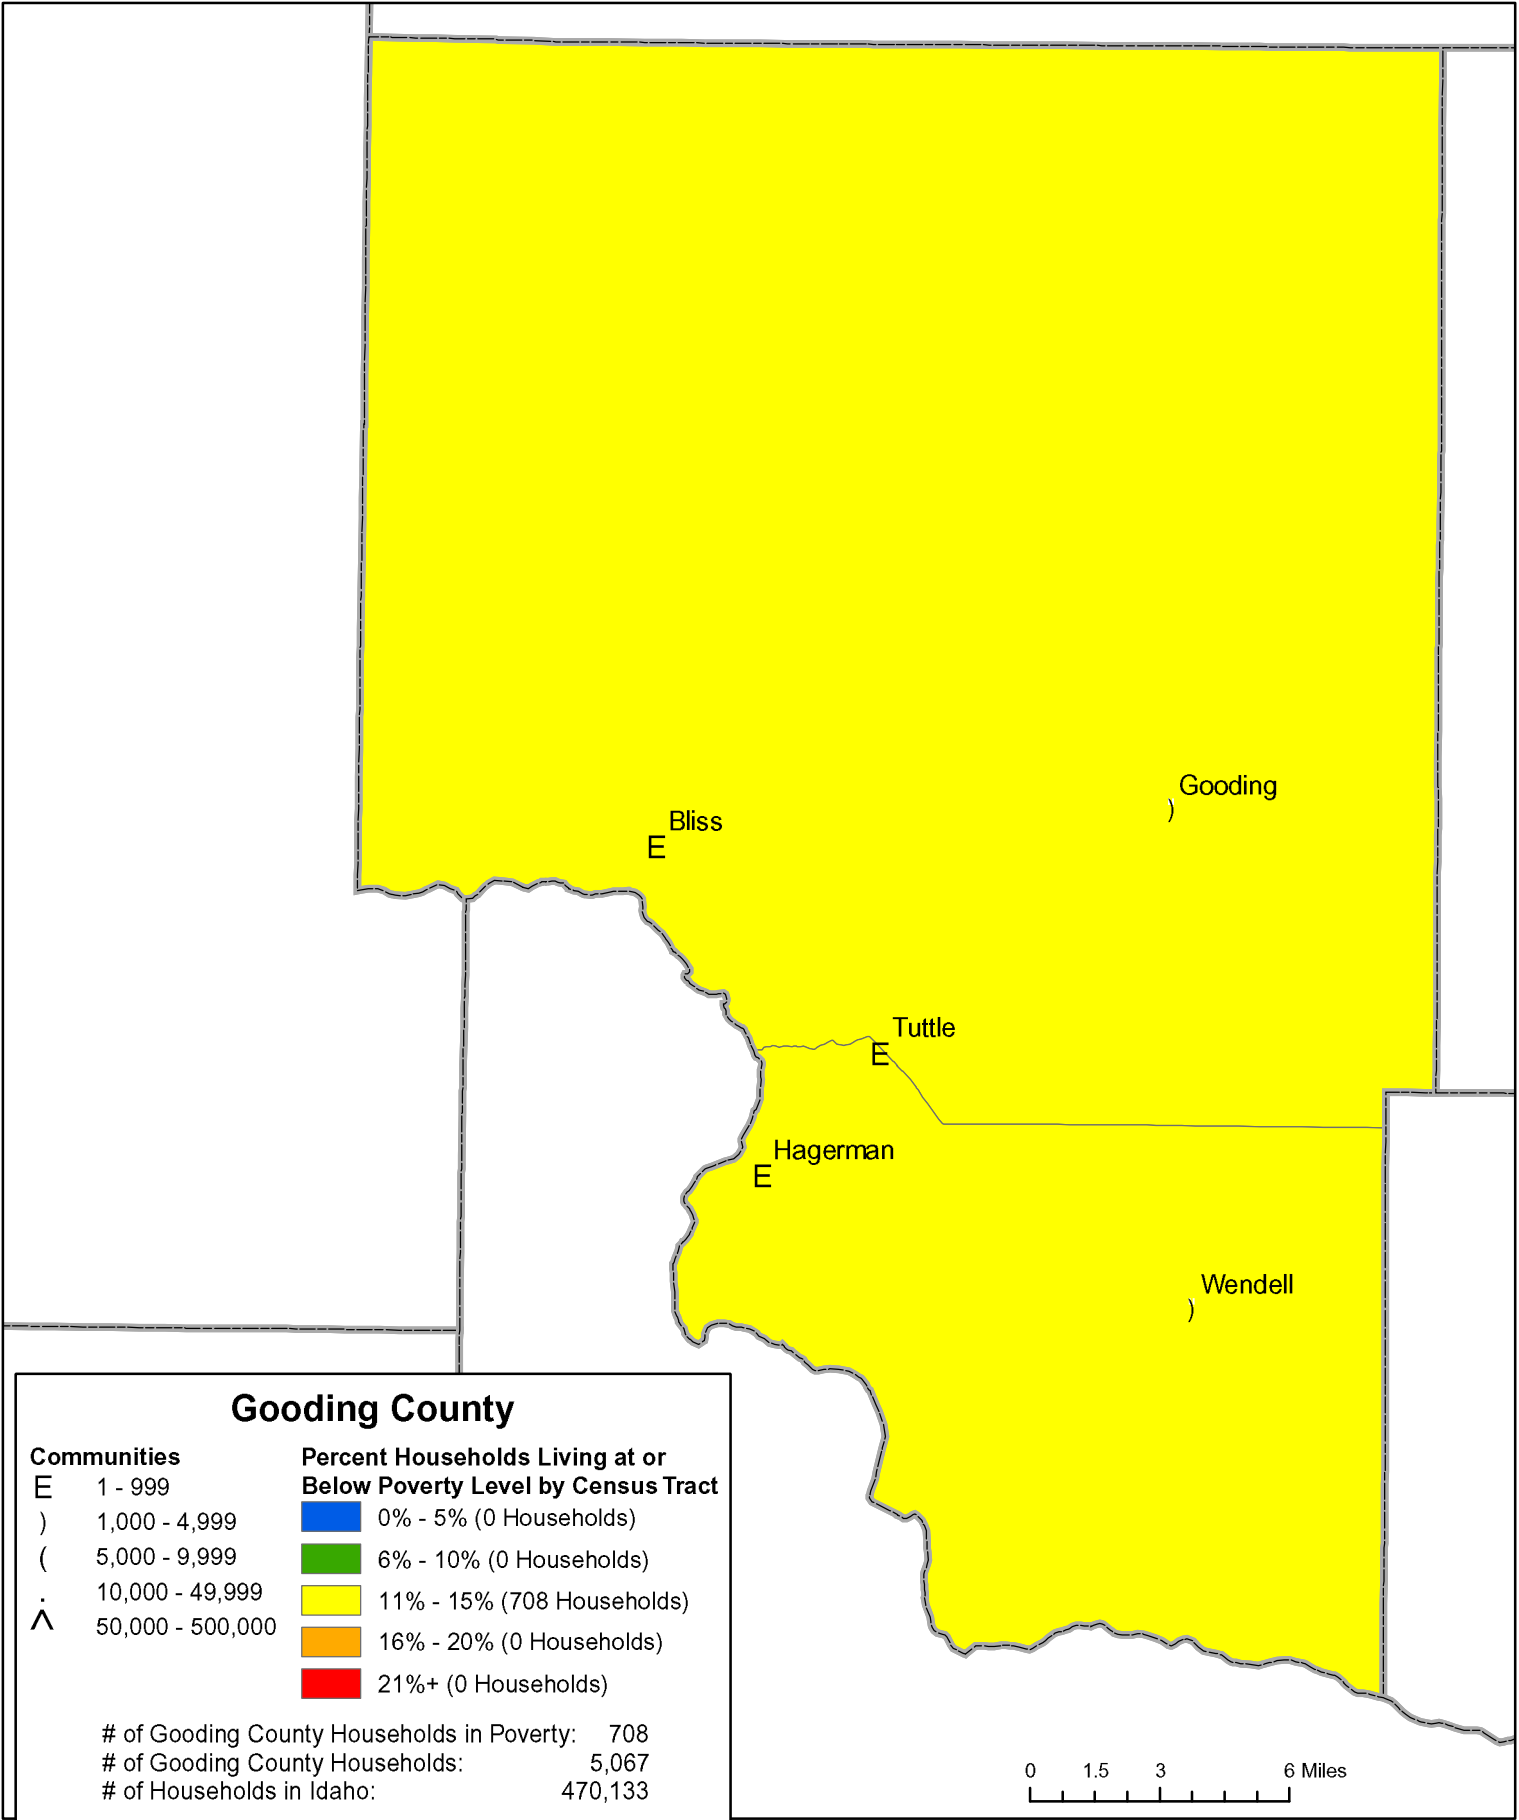 Gooding
)
Bliss
E
Tuttle
E
Hagerman
E
Wendell
)
Gooding County
Communities
E 1 - 999
) 1,000 - 4,999
( 5,000 - 9,999
. 10,000 - 49,999
^ 50,000 - 500,000
Percent Households Living at or
Below Poverty Level by Census Tract
0% - 5% (0 Households)
6% - 10% (0 Households)
11% - 15% (708 Households)
16% - 20% (0 Households)
21%+ (0 Households)
# of Gooding County Households in Poverty: 708
# of Gooding County Households: 5,067
# of Households in Idaho: 470,133
0 1.5 3 6 Miles